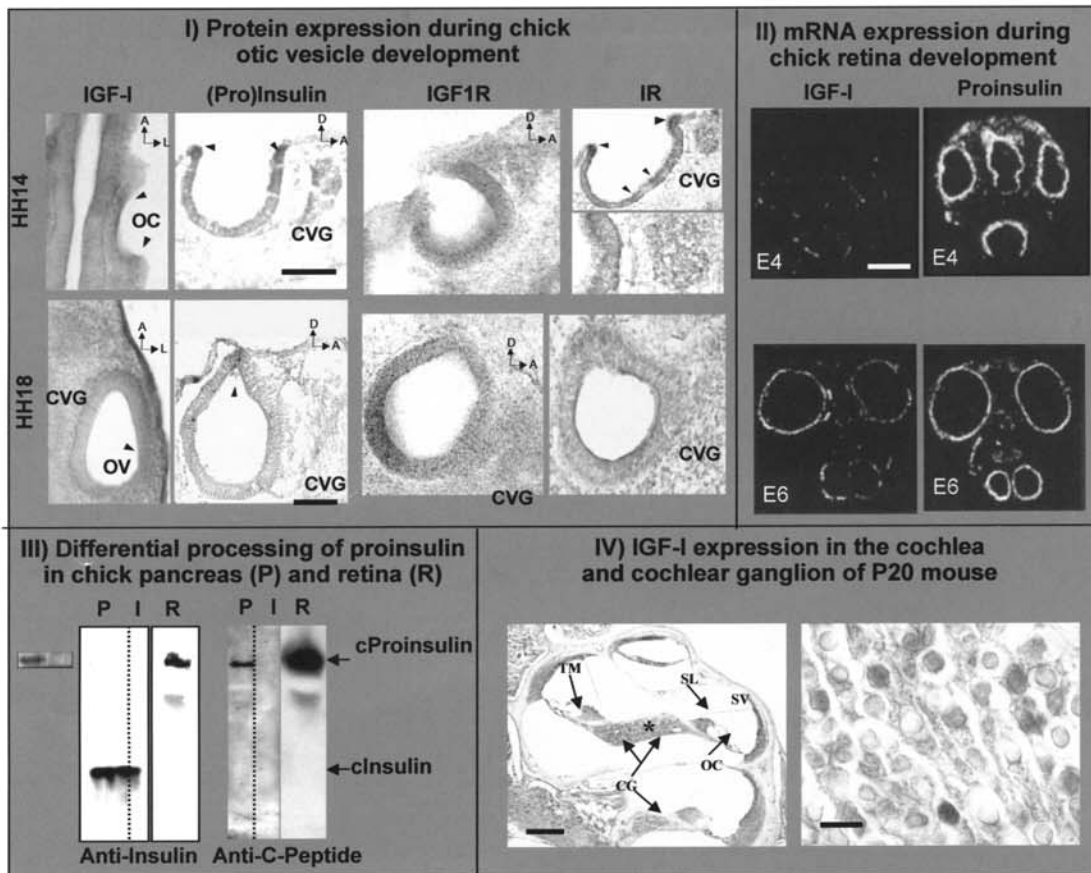 I) Protein expression during chick
otic vesicle development
IGF-I (Pro)Insulin IGF1R IR
HH14
A
L
OC
D
A
CVG
D
A
CVG
HH18
A
L
CVG
OV
D
A
CVG
D
A
CVG
CVG
II) mRNA expression during
chick retina development
IGF-I Proinsulin
E4 E4
E6 E6
III) Differential processing of proinsulin
in chick pancreas (P) and retina (R)
P I R P I R
cProinsulin
cInsulin
Anti-Insulin Anti-C-Peptide
IV) IGF-I expression in the cochlea
and cochlear ganglion of P20 mouse
TM SL SV
*
OC
CG